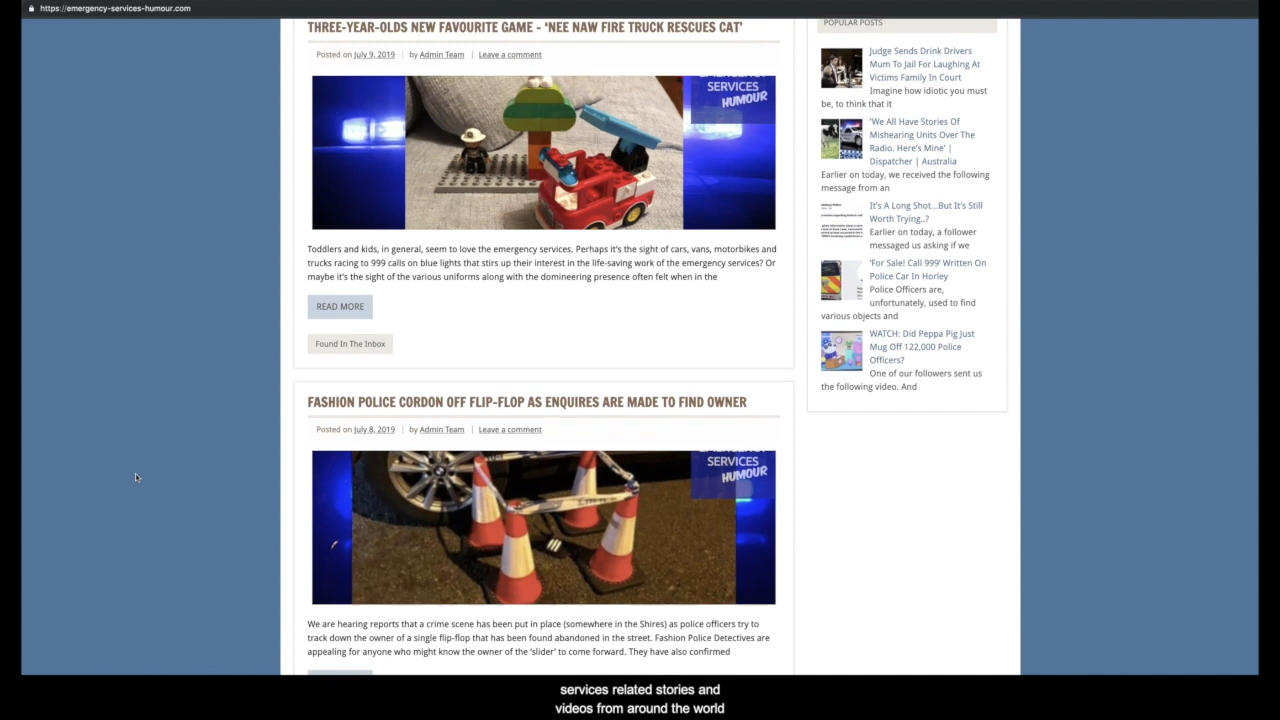 https://emergency-services-humour.com
THREE-YEAR-OLDS NEW FAVOURITE GAME – ‘NEE NAW FIRE TRUCK RESCUES CAT’
Posted on July 9, 2019 | by Admin Team | Leave a comment
SERVICES
HUMOUR
Toddlers and kids, in general, seem to love the emergency services. Perhaps it’s the sight of cars, vans, motorbikes and
trucks racing to 999 calls on blue lights that stirs up their interest in the life-saving work of the emergency services? Or
maybe it’s the sight of the various uniforms along with the domineering presence often felt when in the
READ MORE
Found In The Inbox
FASHION POLICE CORDON OFF FLIP-FLOP AS ENQUIRES ARE MADE TO FIND OWNER
Posted on July 8, 2019 | by Admin Team | Leave a comment
SERVICES
HUMOUR
We are hearing reports that a crime scene has been put in place (somewhere in the Shires) as police officers try to
track down the owner of a single flip-flop that has been found abandoned in the street. Fashion Police Detectives are
appealing for anyone who might know the owner of the ‘slider’ to come forward. They have also confirmed
POPULAR POSTS
Judge Sends Drink Drivers
Mum To Jail For Laughing At
Victims Family In Court
Imagine how idiotic you must
be, to think that it
‘We All Have Stories Of
Mishearing Units Over The
Radio. Here’s Mine’ |
Dispatcher | Australia
Earlier on today, we received the following
message from an
It’s A Long Shot…But It’s Still
Worth Trying..?
Earlier on today, a follower
messaged us asking if we
‘For Sale! Call 999’ Written On
Police Car In Horley
Police Officers are,
unfortunately, used to find
various objects and
WATCH: Did Peppa Pig Just
Mug Off 122,000 Police
Officers?
One of our followers sent us
the following video. And
services related stories and
videos from around the world